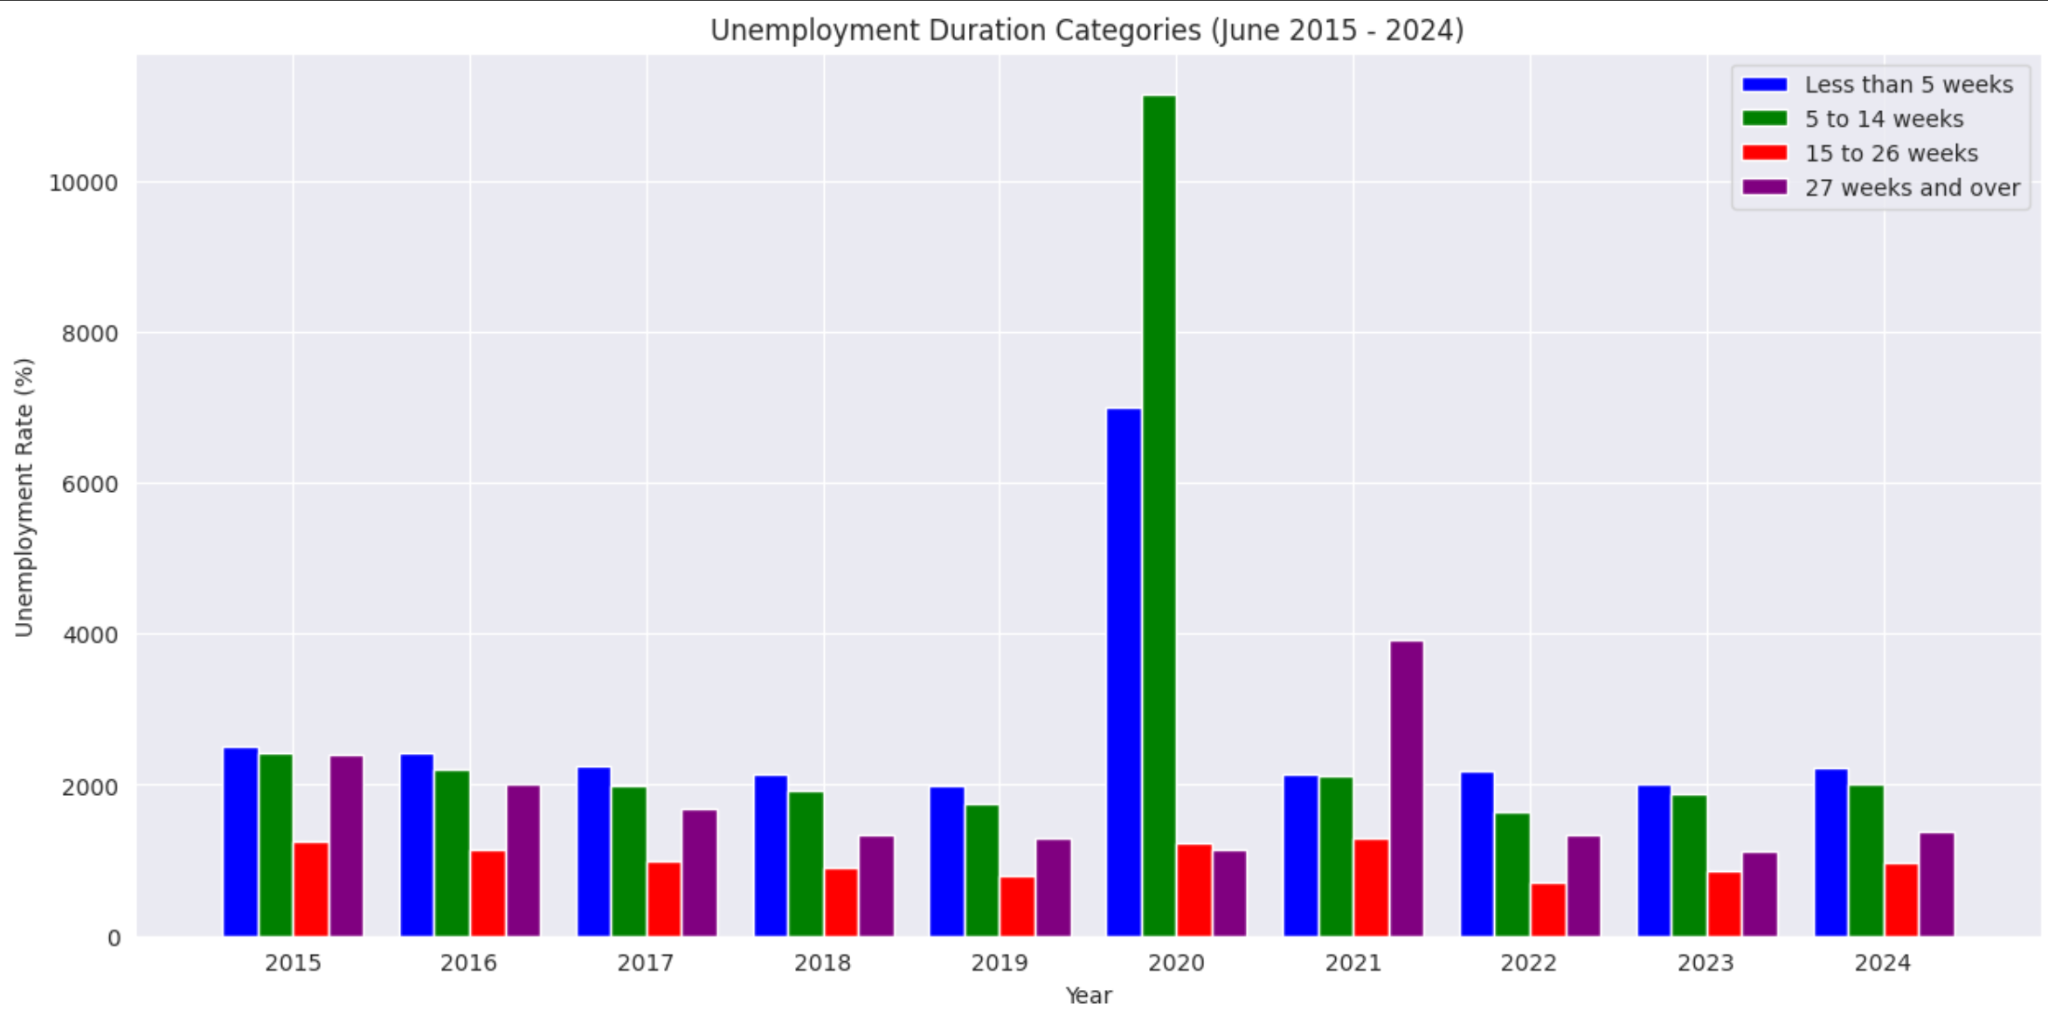 Unemployment Duration Categories (June 2015 - 2024)
Less than 5 weeks
5 to 14 weeks
15 to 26 weeks
27 weeks and over
Unemployment Rate (%)
10000
8000
6000
4000
2000
0
2015 2016 2017 2018 2019 2020 2021 2022 2023 2024
Year